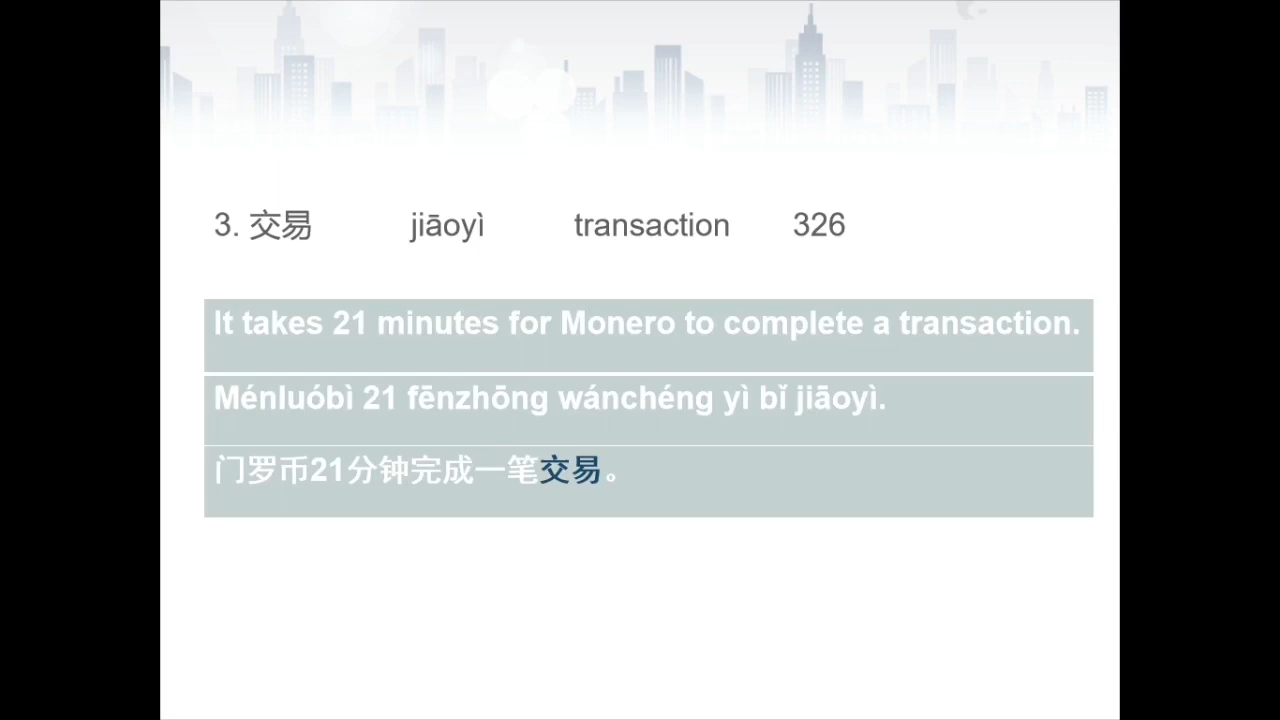 3. 交易 jiāoyì transaction 326
It takes 21 minutes for Monero to complete a transaction.
Ménluóbì 21 fēnzhōng wánchéng yì bǐ jiāoyì.
门罗币21分钟完成一笔交易。